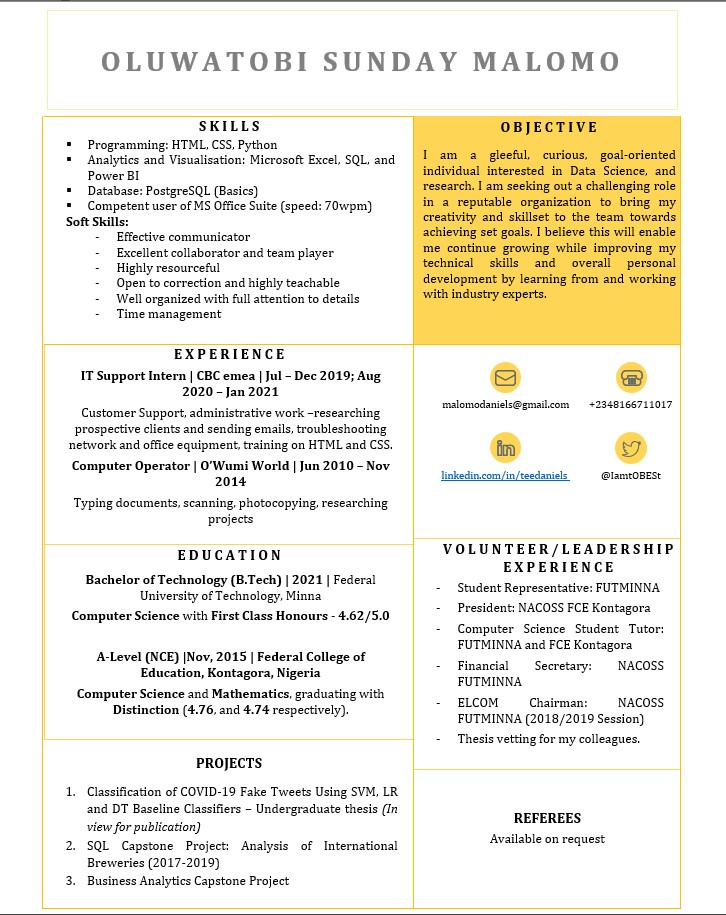 OLUWATOBI SUNDAY MALOMO
SKILLS
▪ Programming: HTML, CSS, Python
▪ Analytics and Visualisation: Microsoft Excel, SQL, and
Power BI
▪ Database: PostgreSQL (Basics)
▪ Competent user of MS Office Suite (speed: 70wpm)
Soft Skills:
- Effective communicator
- Excellent collaborator and team player
- Highly resourceful
- Open to correction and highly teachable
- Well organized with full attention to details
- Time management
OBJECTIVE
I am a gleeful, curious, goal-oriented
individual interested in Data Science, and
research. I am seeking out a challenging role
in a reputable organization to bring my
creativity and skillset to the team towards
achieving set goals. I believe this will enable
me continue growing while improving my
technical skills and overall personal
development by learning from and working
with industry experts.
EXPERIENCE
IT Support Intern | CBC emea | Jul – Dec 2019; Aug
2020 – Jan 2021
Customer Support, administrative work –researching
prospective clients and sending emails, troubleshooting
network and office equipment, training on HTML and CSS.
Computer Operator | O'Wumi World | Jun 2010 – Nov
2014
Typing documents, scanning, photocopying, researching
projects
malomodaniels@gmail.com
+2348166711017
linkedin.com/in/teedaniels
@IamtOBESt
EDUCATION
Bachelor of Technology (B.Tech) | 2021 | Federal
University of Technology, Minna
Computer Science with First Class Honours - 4.62/5.0
A-Level (NCE) |Nov, 2015 | Federal College of
Education, Kontagora, Nigeria
Computer Science and Mathematics, graduating with
Distinction (4.76, and 4.74 respectively).
VOLUNTEER/LEADERSHIP
EXPERIENCE
- Student Representative: FUTMINNA
- President: NACOSS FCE Kontagora
- Computer Science Student Tutor:
FUTMINNA and FCE Kontagora
- Financial Secretary: NACOSS
FUTMINNA
- ELCOM Chairman: NACOSS
FUTMINNA (2018/2019 Session)
- Thesis vetting for my colleagues.
PROJECTS
1. Classification of COVID-19 Fake Tweets Using SVM, LR
and DT Baseline Classifiers – Undergraduate thesis (In
view for publication)
2. SQL Capstone Project: Analysis of International
Breweries (2017-2019)
3. Business Analytics Capstone Project
REFEREES
Available on request